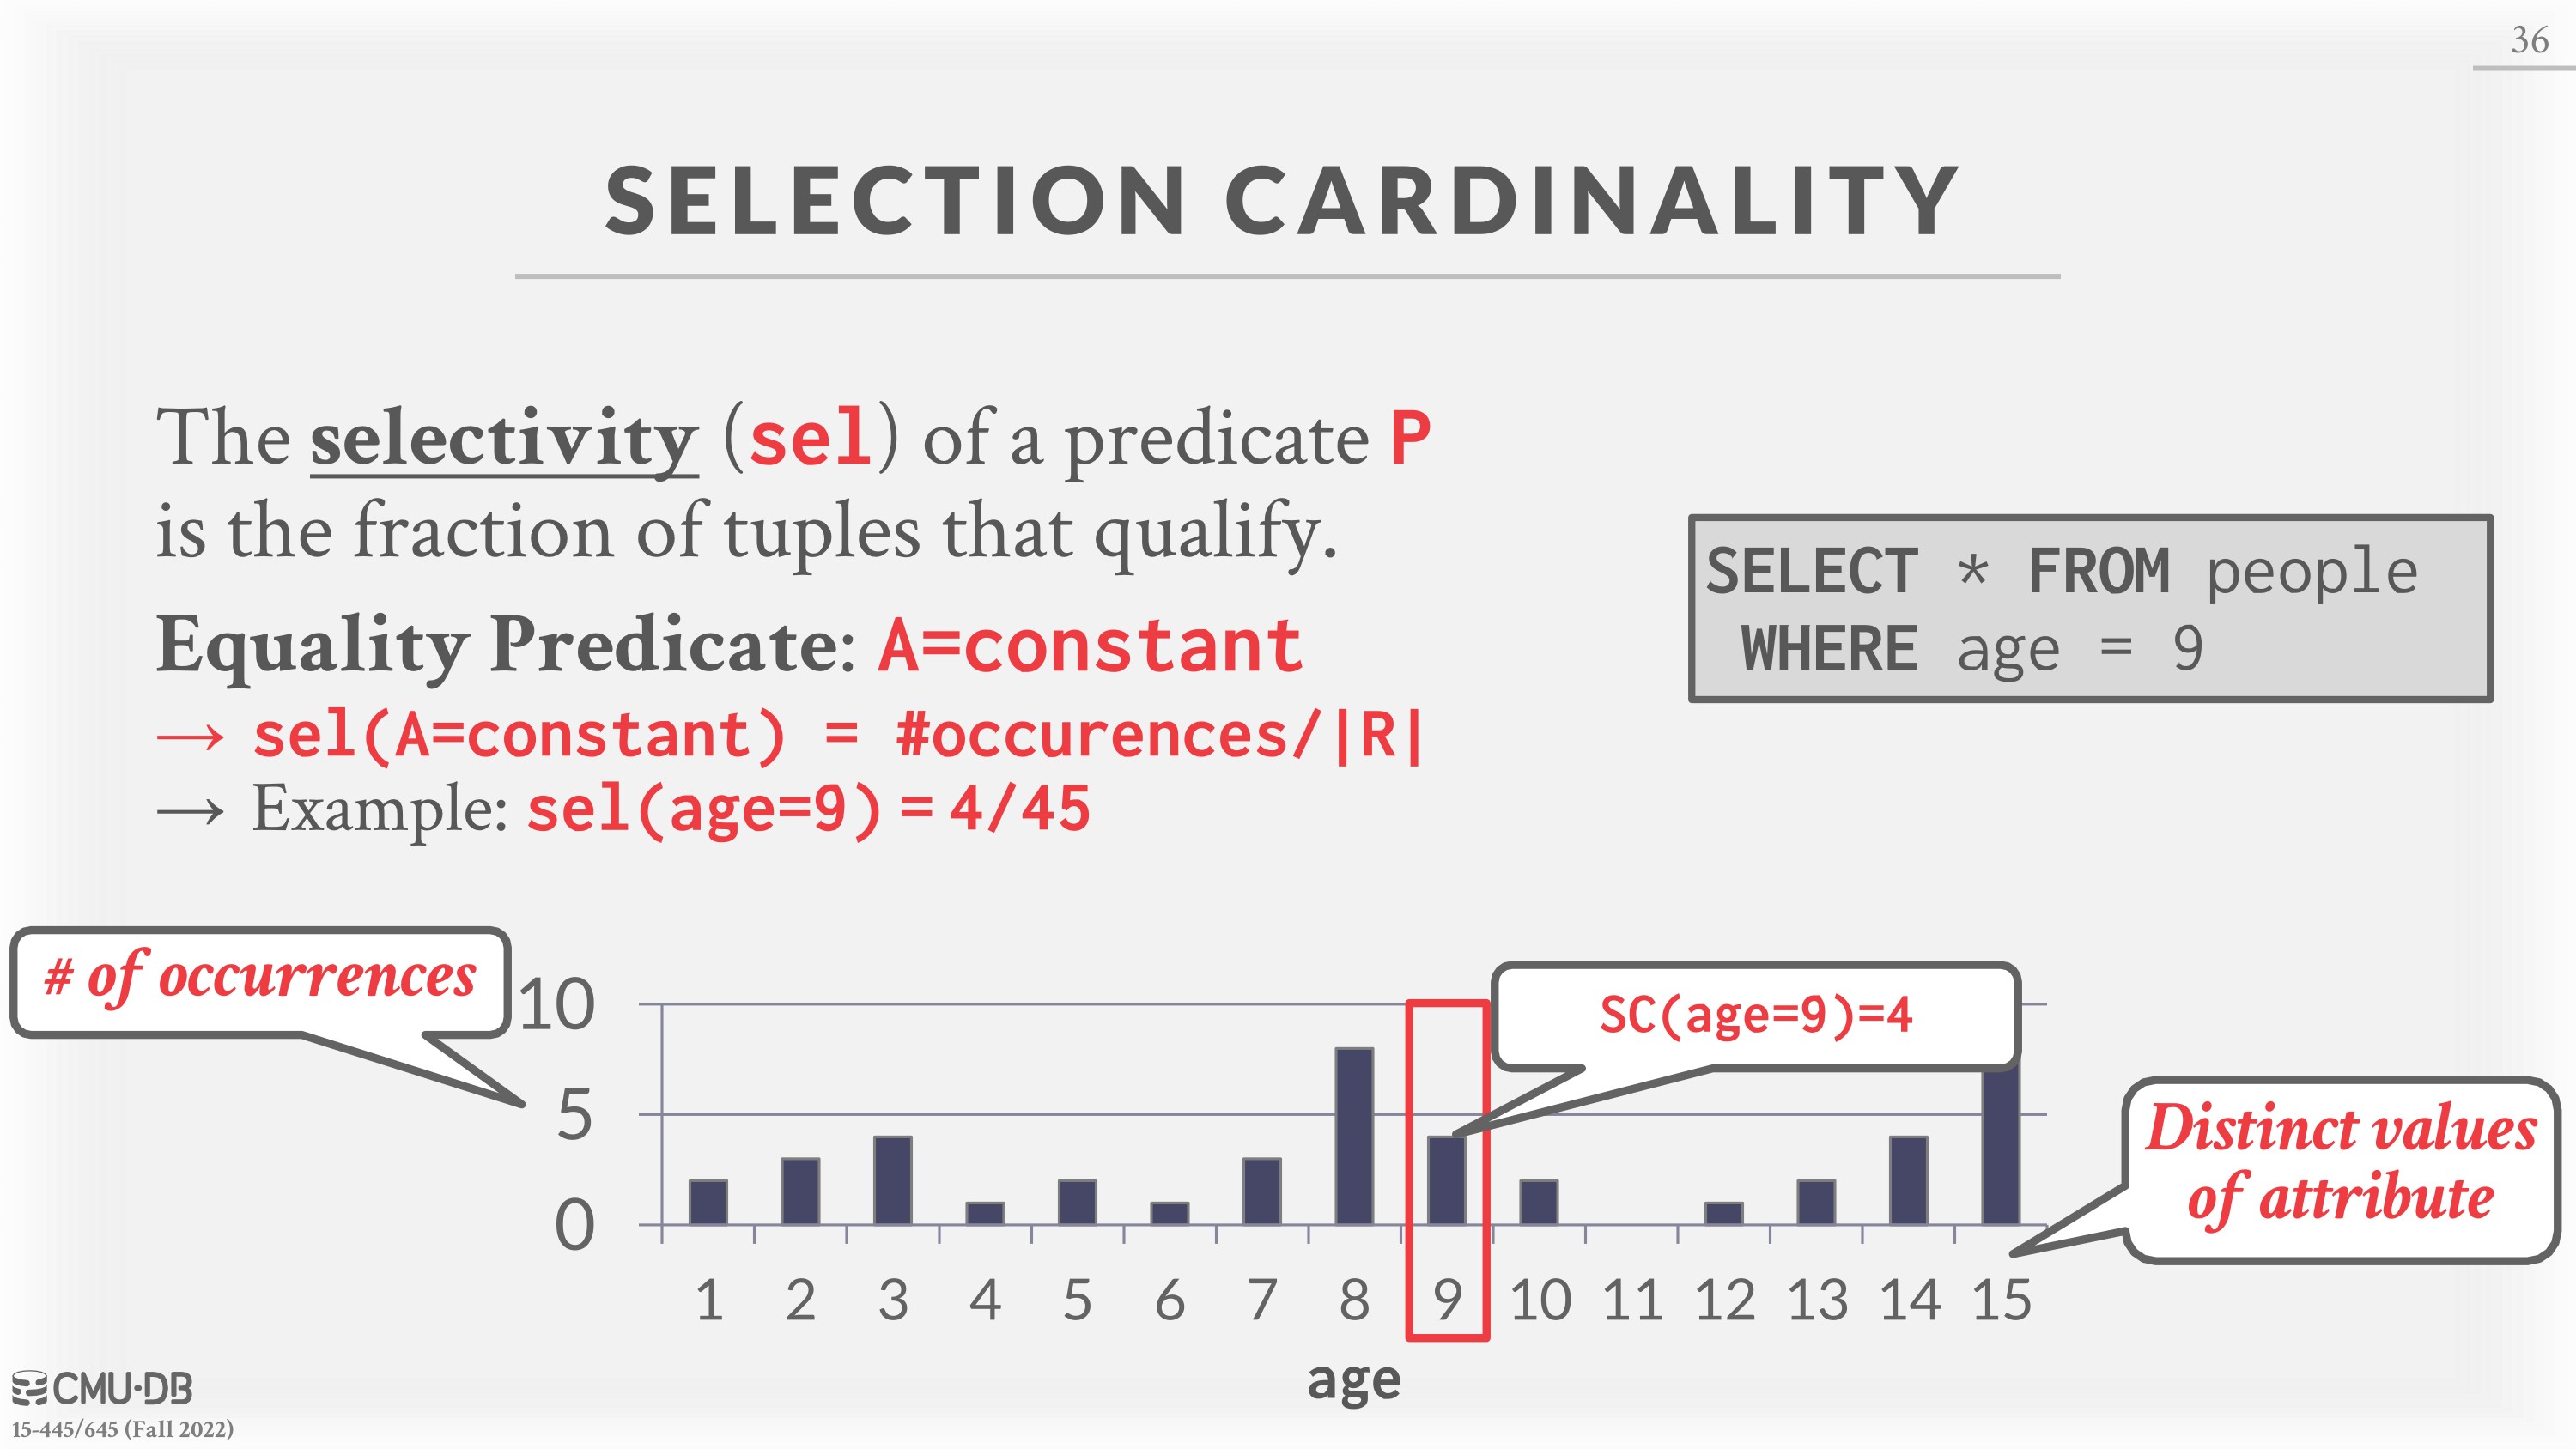 36
SELECTION CARDINALITY
The selectivity (sel) of a predicate P
is the fraction of tuples that qualify.
Equality Predicate: A=constant
→ sel(A=constant) = #occurences/|R|
→ Example: sel(age=9) = 4/45
SELECT * FROM people
WHERE age = 9
# of occurrences
10
5
0
SC(age=9)=4
Distinct values
of attribute
1 2 3 4 5 6 7 8 9 10 11 12 13 14 15
age
CMU·DB
15-445/645 (Fall 2022)